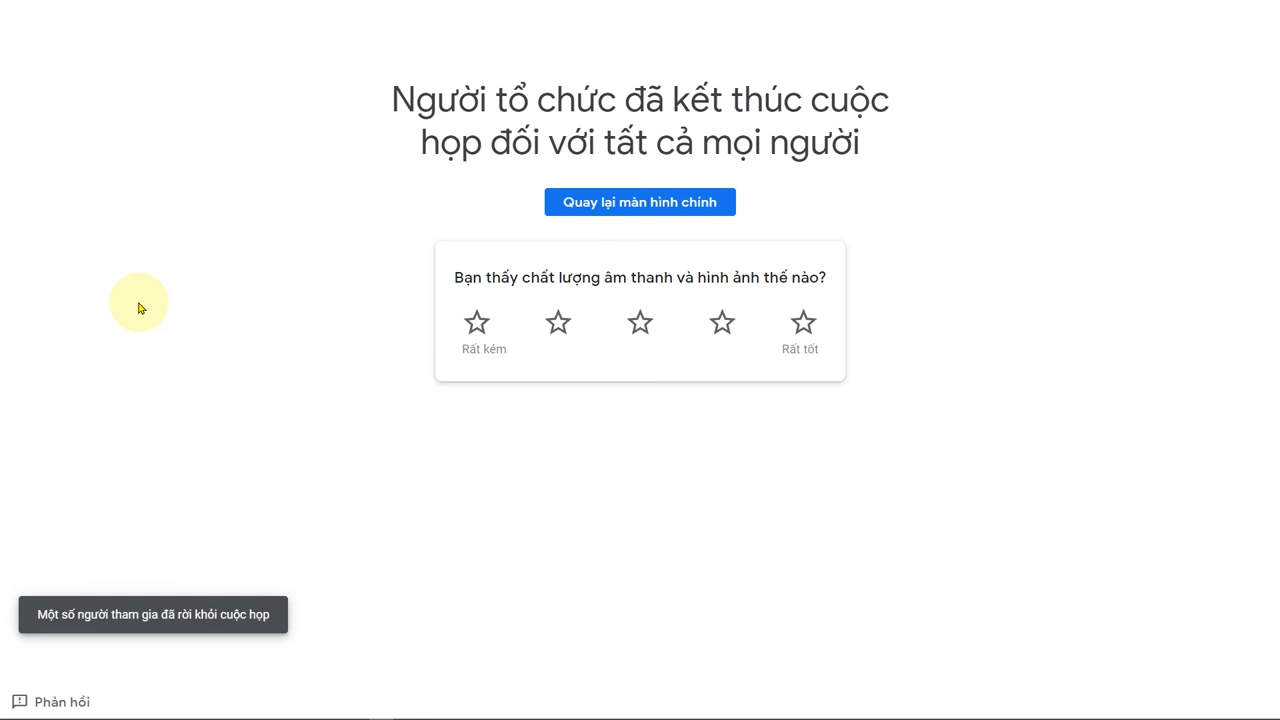 Người tổ chức đã kết thúc cuộc
họp đối với tất cả mọi người
Quay lại màn hình chính
Bạn thấy chất lượng âm thanh và hình ảnh thế nào?
Rất kém
Rất tốt
Một số người tham gia đã rời khỏi cuộc họp
Phản hồi